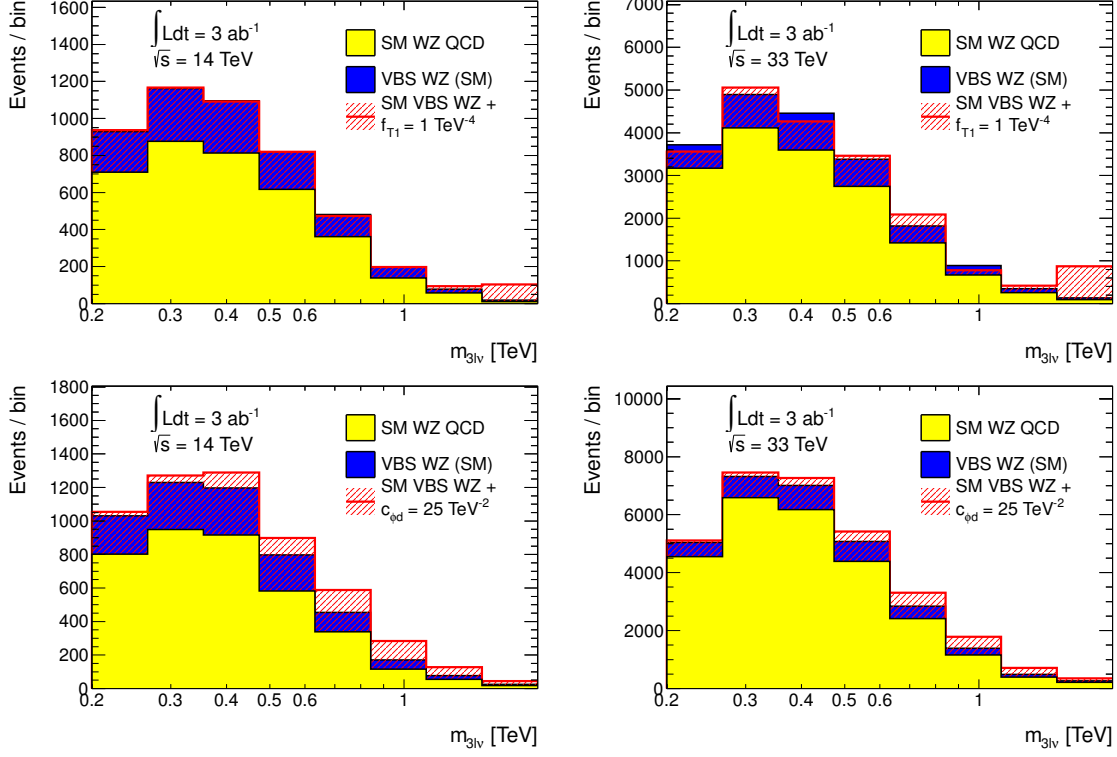 Events / bin
1600
1400
1200
1000
800
600
400
200
0
∫ Ldt = 3 ab⁻¹
√s = 14 TeV
SM WZ QCD
VBS WZ (SM)
SM VBS WZ +
f_T1 = 1 TeV⁻⁴
0.2 0.3 0.4 0.5 0.6 1
m_3lν [TeV]
Events / bin
7000
6000
5000
4000
3000
2000
1000
0
∫ Ldt = 3 ab⁻¹
√s = 33 TeV
SM WZ QCD
VBS WZ (SM)
SM VBS WZ +
f_T1 = 1 TeV⁻⁴
0.2 0.3 0.4 0.5 0.6 1
m_3lν [TeV]
Events / bin
1800
1600
1400
1200
1000
800
600
400
200
0
∫ Ldt = 3 ab⁻¹
√s = 14 TeV
SM WZ QCD
VBS WZ (SM)
SM VBS WZ +
c_ϕd = 25 TeV⁻²
0.2 0.3 0.4 0.5 0.6 1
m_3lν [TeV]
Events / bin
10000
8000
6000
4000
2000
0
∫ Ldt = 3 ab⁻¹
√s = 33 TeV
SM WZ QCD
VBS WZ (SM)
SM VBS WZ +
c_ϕd = 25 TeV⁻²
0.2 0.3 0.4 0.5 0.6 1
m_3lν [TeV]